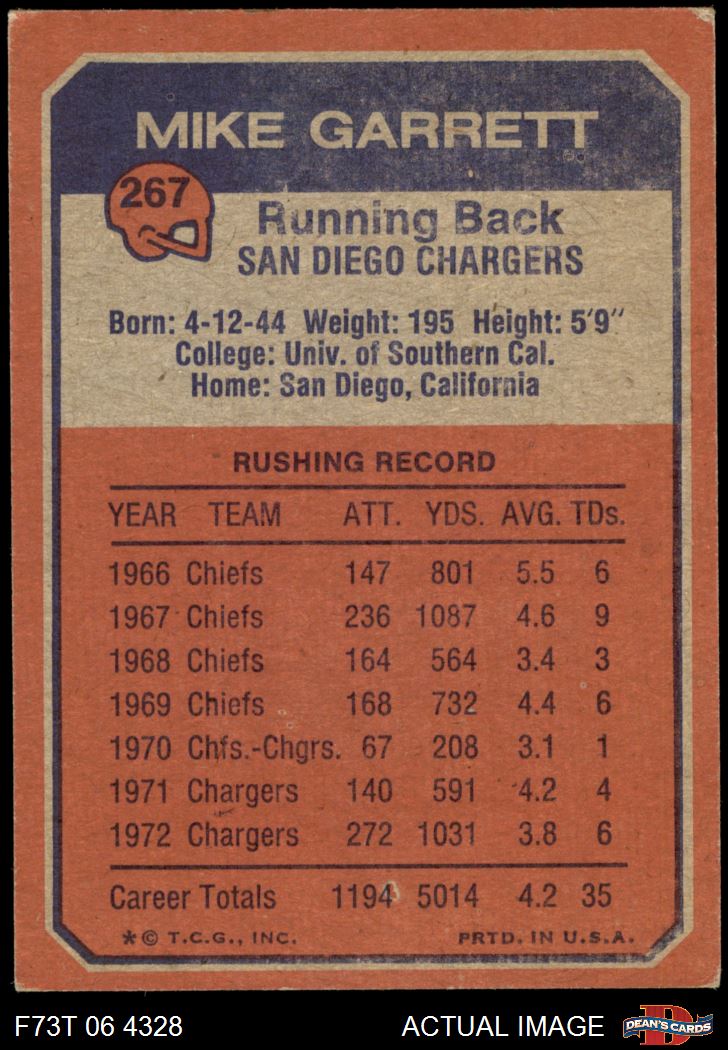 MIKE GARRETT
267
Running Back
SAN DIEGO CHARGERS
Born: 4-12-44 Weight: 195 Height: 5'9"
College: Univ. of Southern Cal.
Home: San Diego, California
RUSHING RECORD
YEAR TEAM ATT. YDS. AVG. TDs.
1966 Chiefs 147 801 5.5 6
1967 Chiefs 236 1087 4.6 9
1968 Chiefs 164 564 3.4 3
1969 Chiefs 168 732 4.4 6
1970 Chfs.-Chgrs. 67 208 3.1 1
1971 Chargers 140 591 4.2 4
1972 Chargers 272 1031 3.8 6
Career Totals 1194 5014 4.2 35
* © T.C.G., INC. PRTD. IN U.S.A.
F73T 06 4328 ACTUAL IMAGE D DEAN'S CARDS